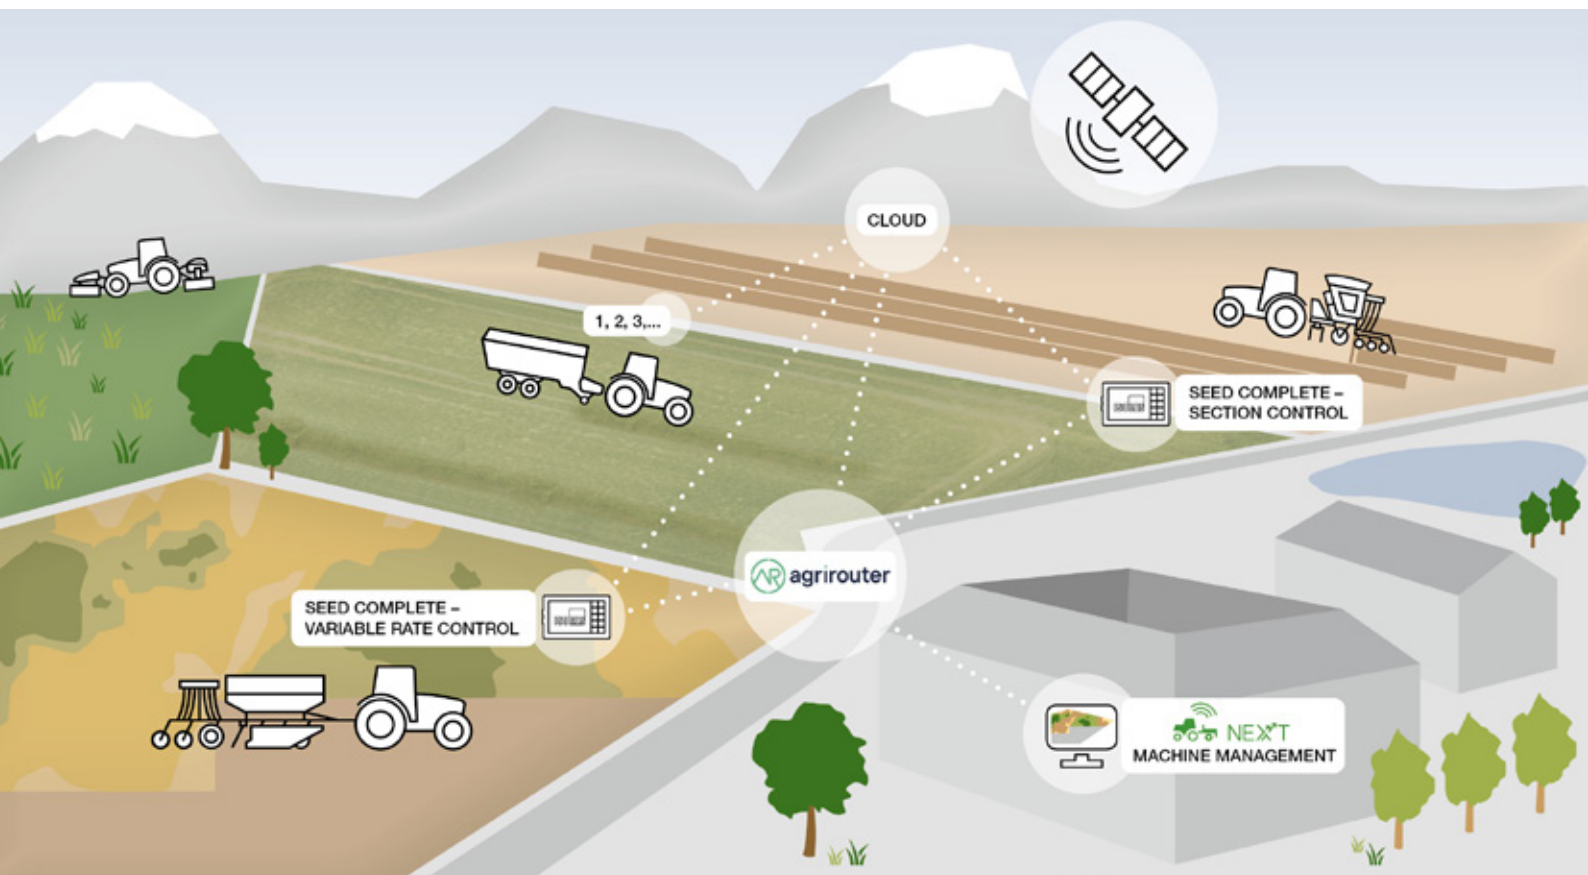 CLOUD
1, 2, 3,...
SEED COMPLETE –
SECTION CONTROL
agrirouter
SEED COMPLETE –
VARIABLE RATE CONTROL
NEXT
MACHINE MANAGEMENT